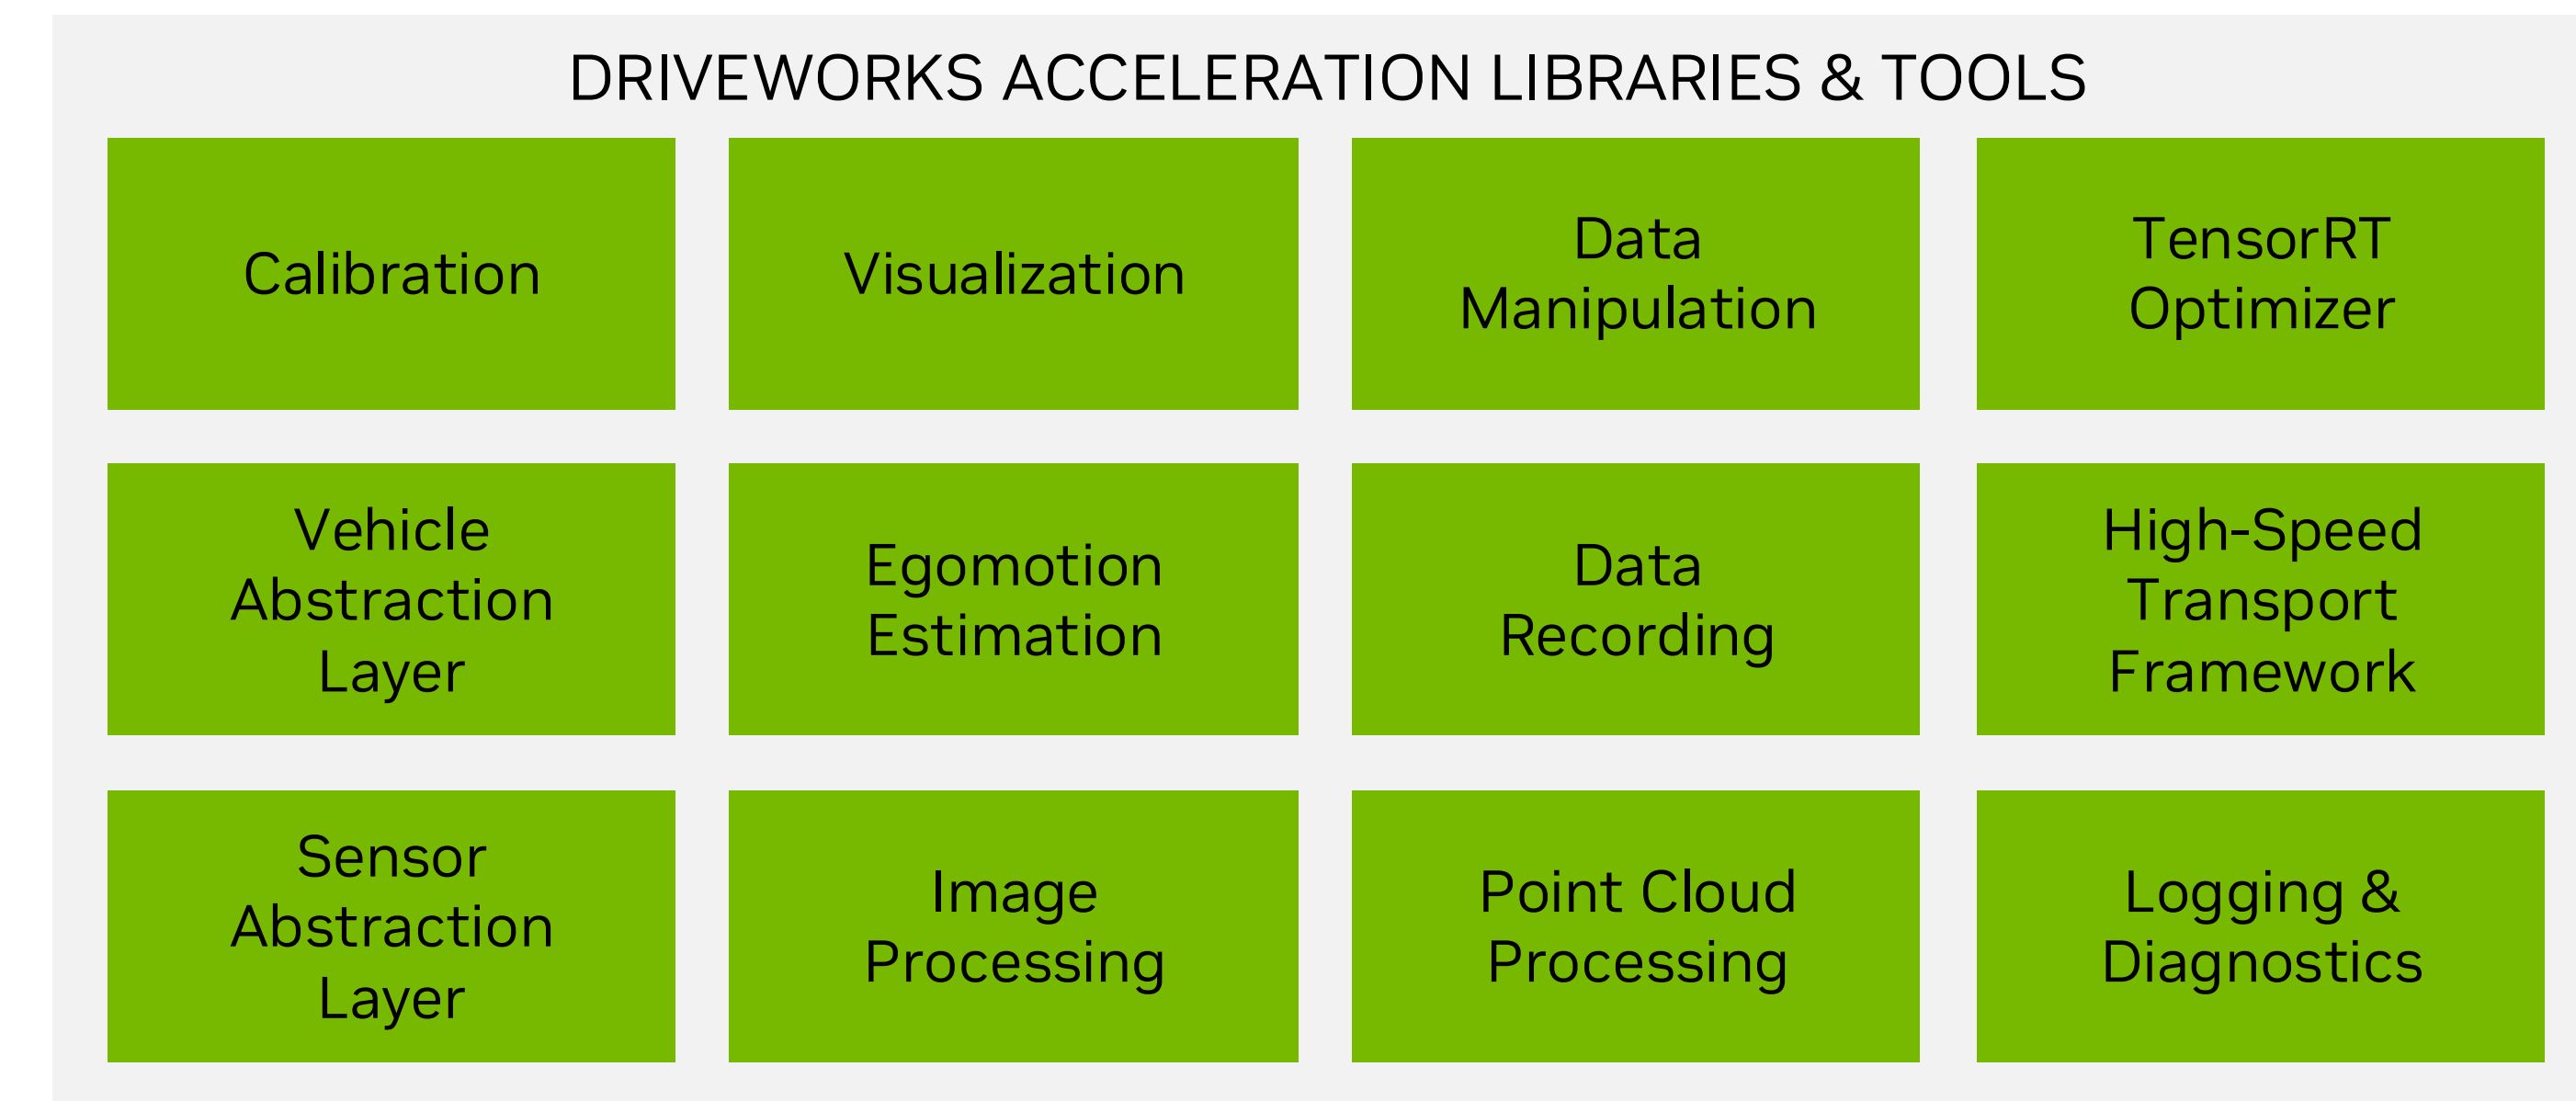 DRIVEWORKS ACCELERATION LIBRARIES & TOOLS
Calibration
Visualization
Data
Manipulation
TensorRT
Optimizer
Vehicle
Abstraction
Layer
Egomotion
Estimation
Data
Recording
High-Speed
Transport
Framework
Sensor
Abstraction
Layer
Image
Processing
Point Cloud
Processing
Logging &
Diagnostics